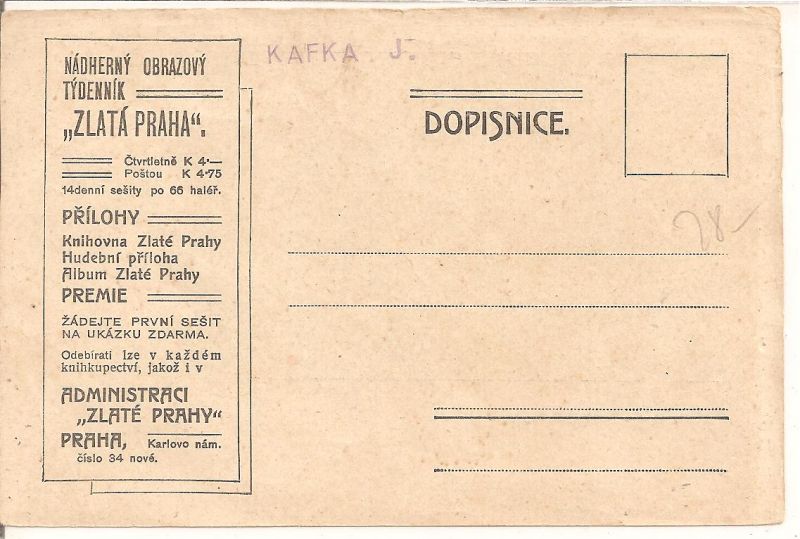 KAFKA J.
NÁDHERNÝ OBRAZOVÝ
TÝDENNÍK
„ZLATÁ PRAHA“.
Čtvrtletně K 4·—
Poštou K 4·75
14denní sešity po 66 haléř.
PŘÍLOHY
Knihovna Zlaté Prahy
Hudební příloha
Album Zlaté Prahy
PREMIE
ŽÁDEJTE PRVNÍ SEŠIT
NA UKÁZKU ZDARMA.
Odebírati lze v každém
knihkupectví, jakož i v
ADMINISTRACI
„ZLATÉ PRAHY“
PRAHA, Karlovo nám.
číslo 34 nové.
DOPISNICE.
28—